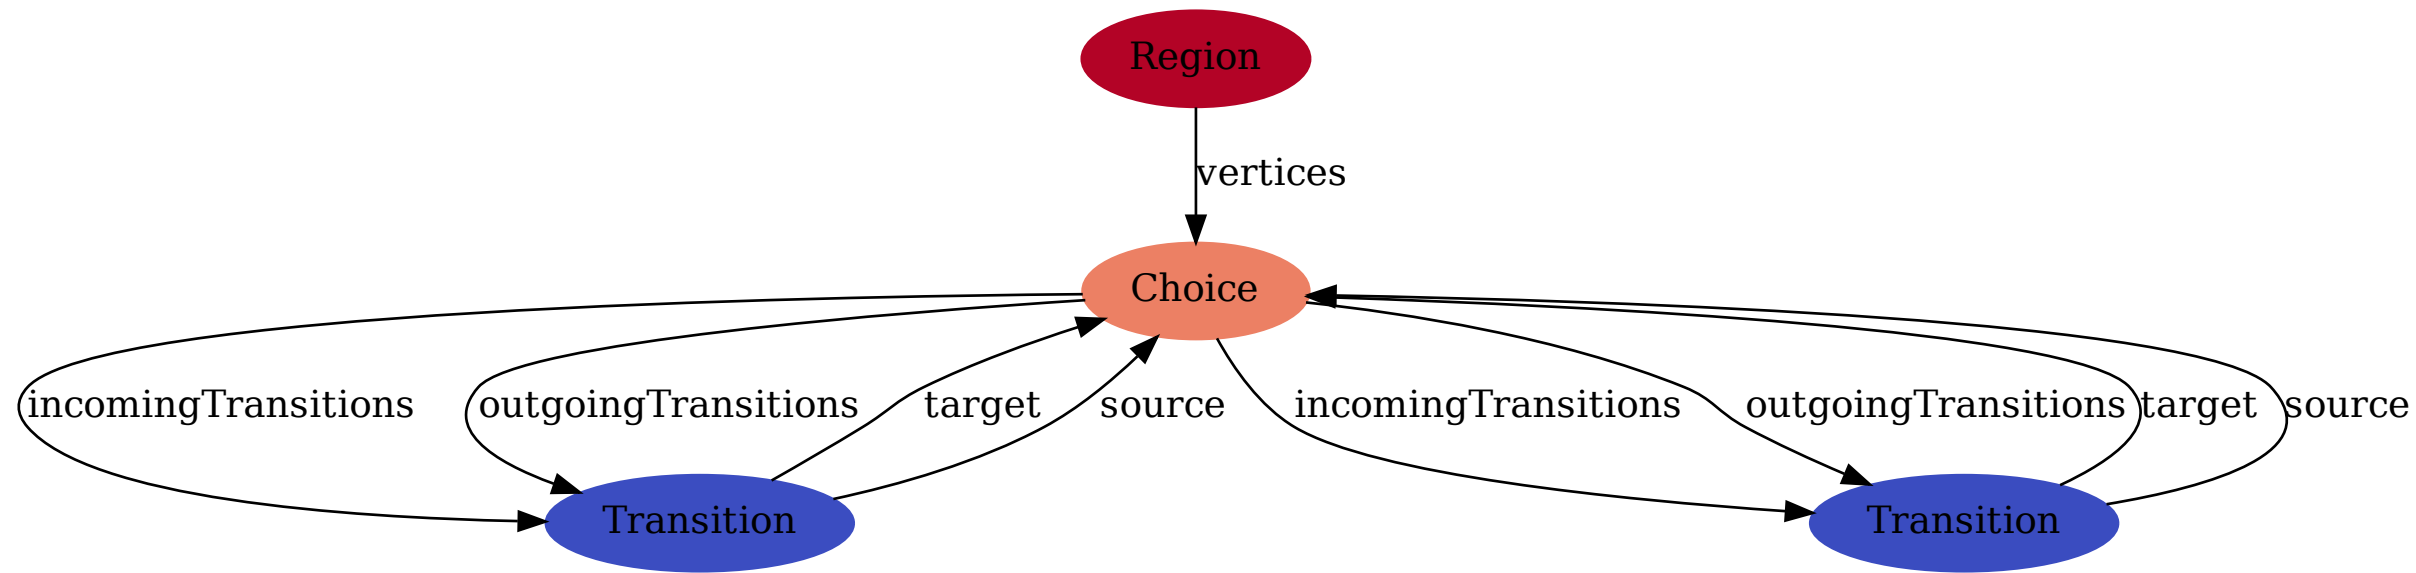 Region
vertices
Choice
incomingTransitions
outgoingTransitions
target
source
incomingTransitions
outgoingTransitions
target
source
Transition
Transition